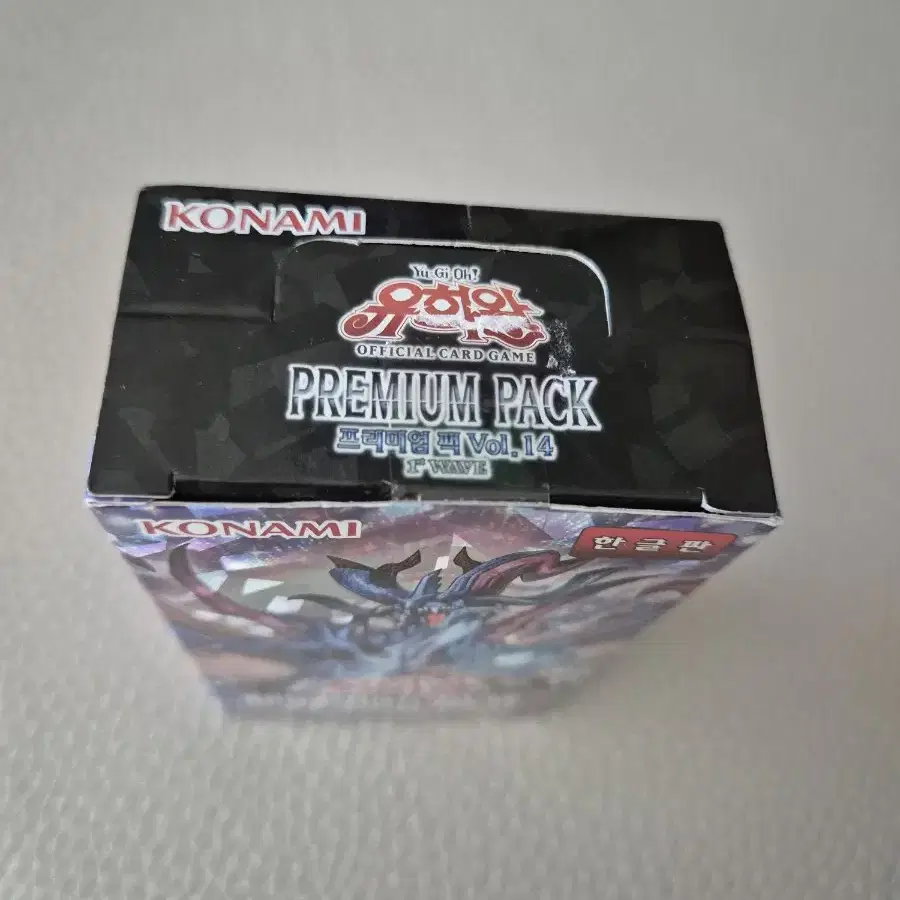 KONAMI
Yu-Gi-Oh!
유희왕
OFFICIAL CARD GAME
PREMIUM PACK
프리미엄 팩 Vol.14
1st WAVE
KONAMI
한글판